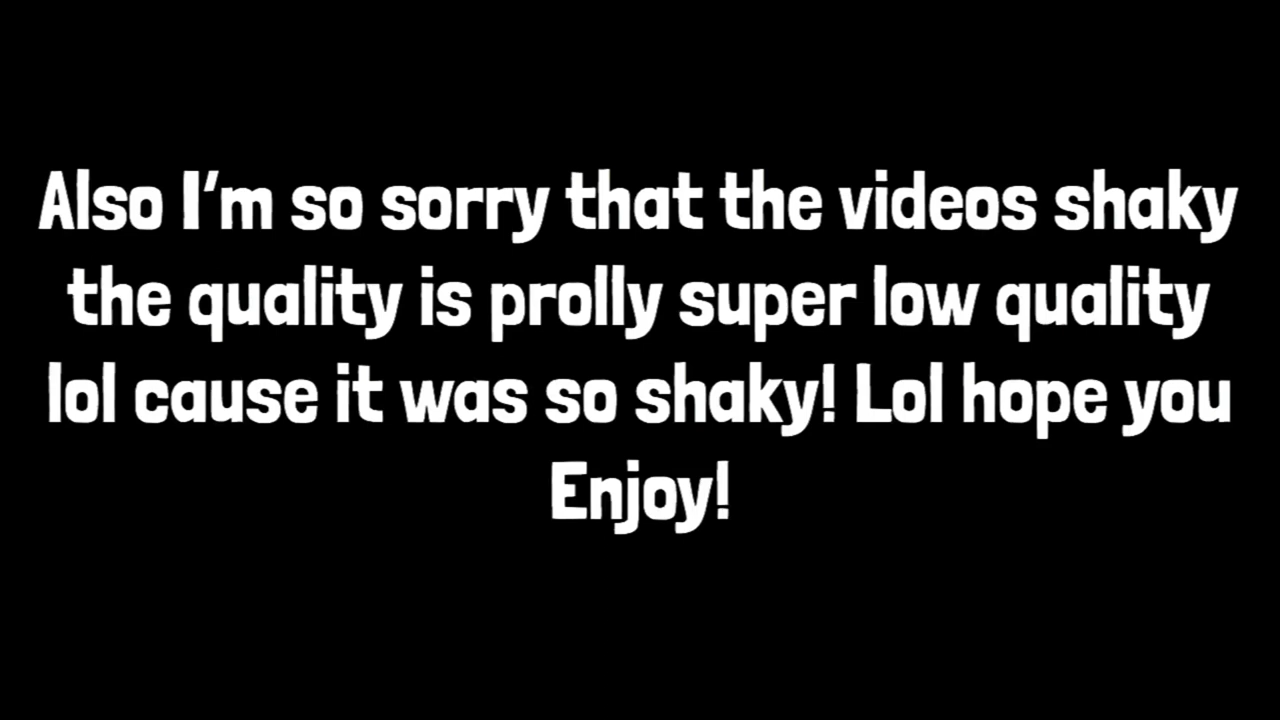 Also I'm so sorry that the videos shaky
the quality is prolly super low quality
lol cause it was so shaky! Lol hope you
Enjoy!